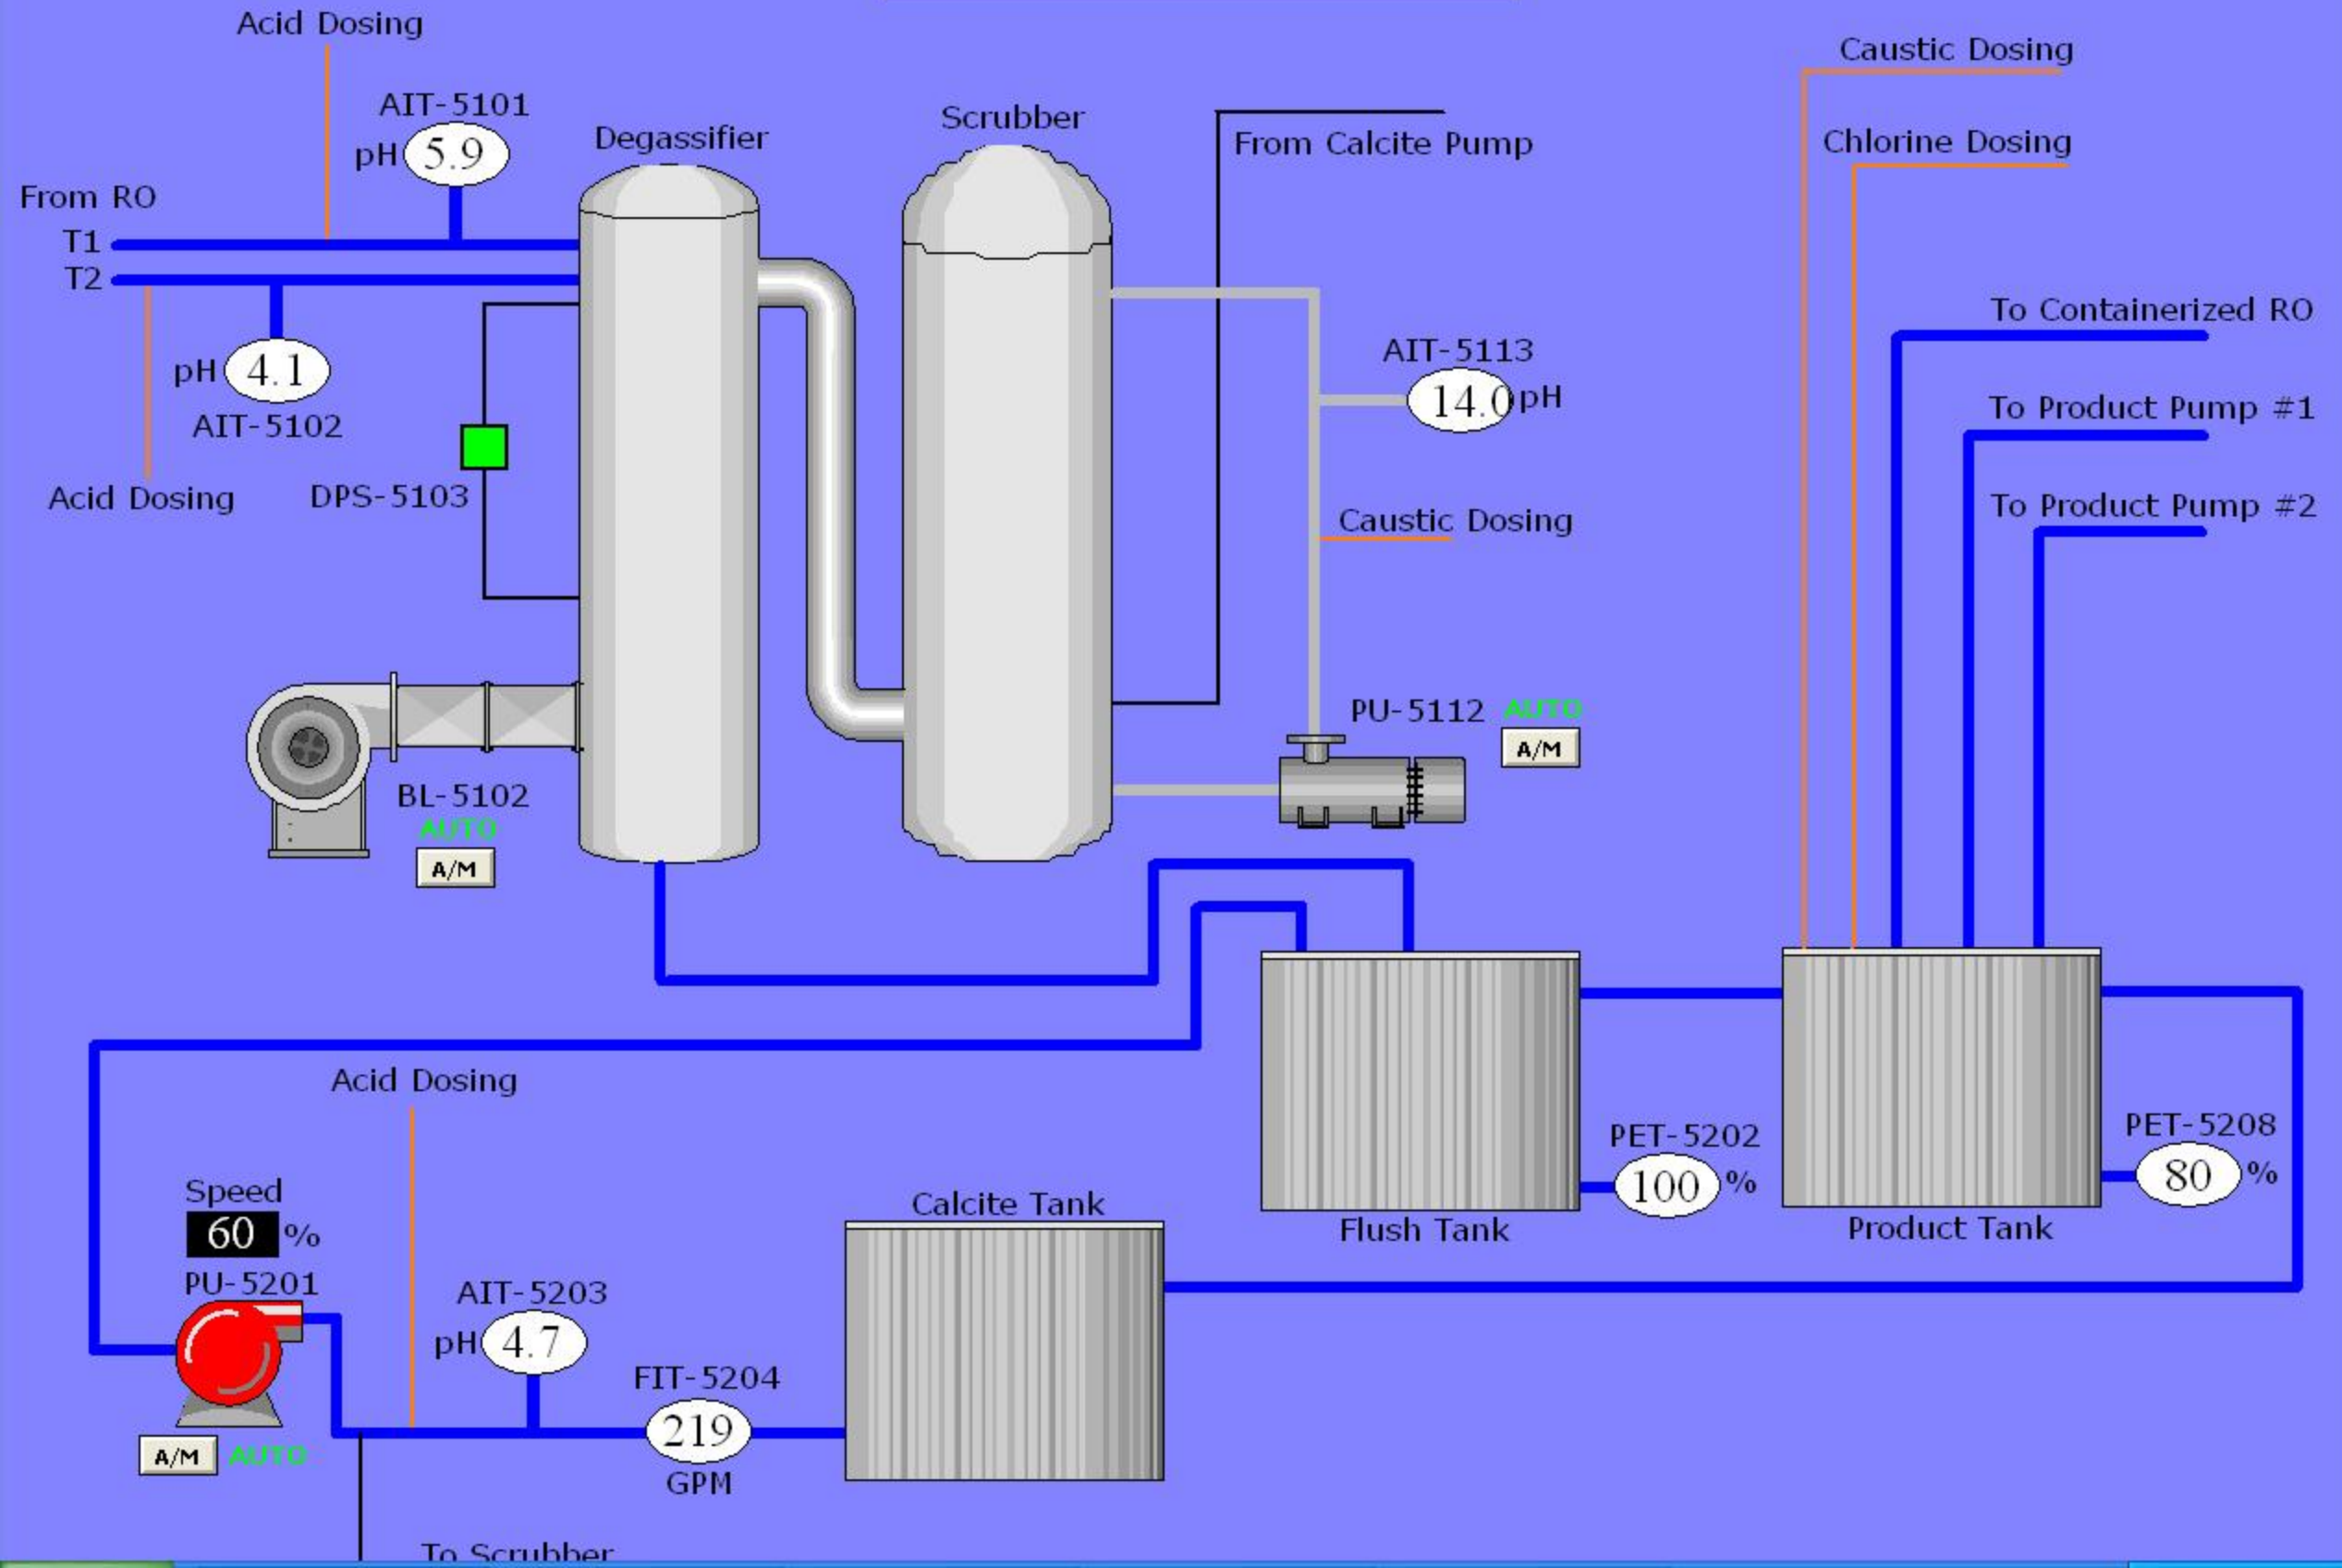 Acid Dosing
AIT-5101
pH 5.9
From RO
T1
T2
pH 4.1
AIT-5102
Acid Dosing
DPS-5103
Degassifier
Scrubber
From Calcite Pump
AIT-5113
14.0 pH
Caustic Dosing
PU-5112 AUTO
A/M
BL-5102
AUTO
A/M
Caustic Dosing
Chlorine Dosing
To Containerized RO
To Product Pump #1
To Product Pump #2
Acid Dosing
Speed
60 %
PU-5201
A/M AUTO
AIT-5203
pH 4.7
FIT-5204
219
GPM
To Scrubber
Calcite Tank
Flush Tank
PET-5202
100 %
Product Tank
PET-5208
80 %